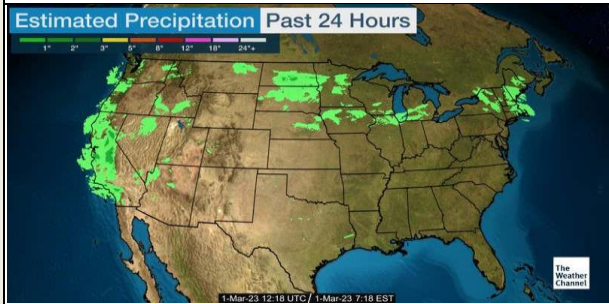 Estimated Precipitation Past 24 Hours
1" 2" 3" 5" 8" 12" 18" 24"+
1-Mar-23 12:18 UTC / 1-Mar-23 7:18 EST
The
Weather
Channel